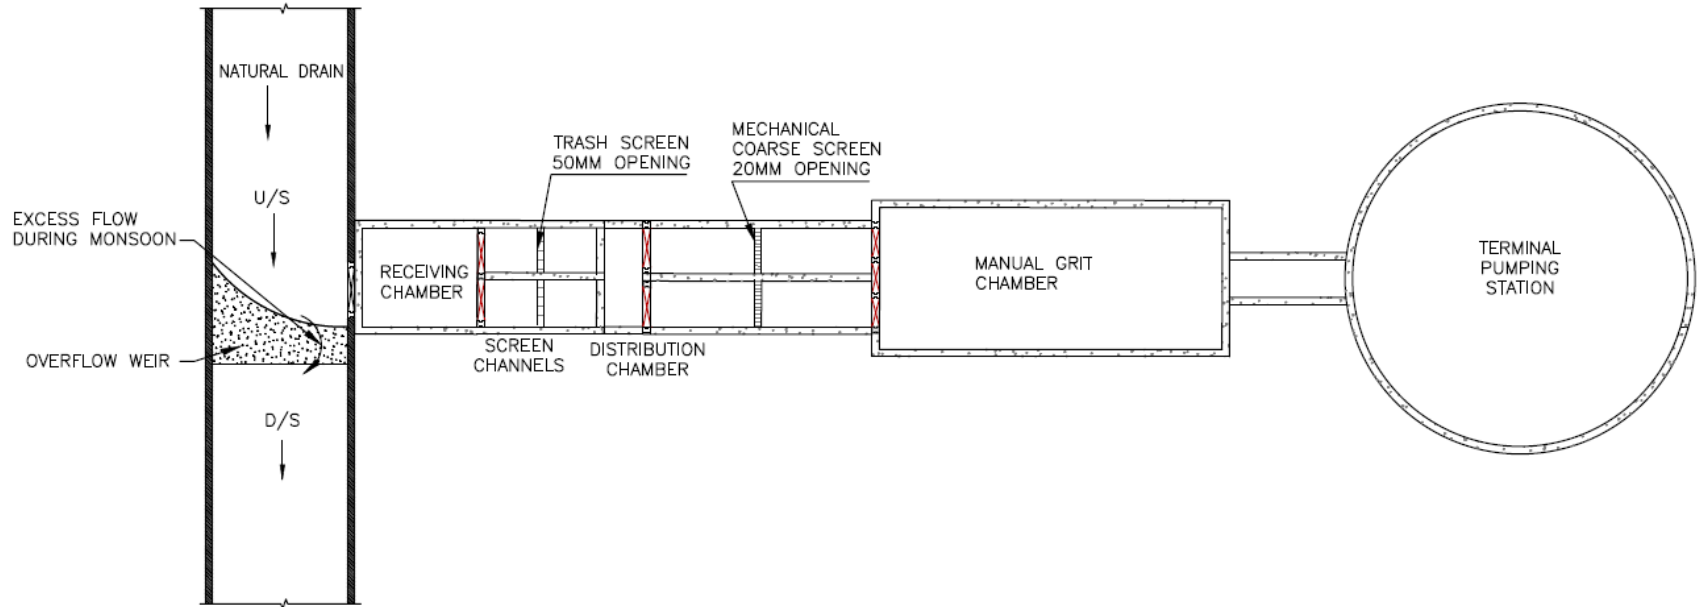 NATURAL DRAIN
U/S
EXCESS FLOW
DURING MONSOON
OVERFLOW WEIR
D/S
RECEIVING
CHAMBER
TRASH SCREEN
50MM OPENING
SCREEN
CHANNELS
DISTRIBUTION
CHAMBER
MECHANICAL
COARSE SCREEN
20MM OPENING
MANUAL GRIT
CHAMBER
TERMINAL
PUMPING
STATION